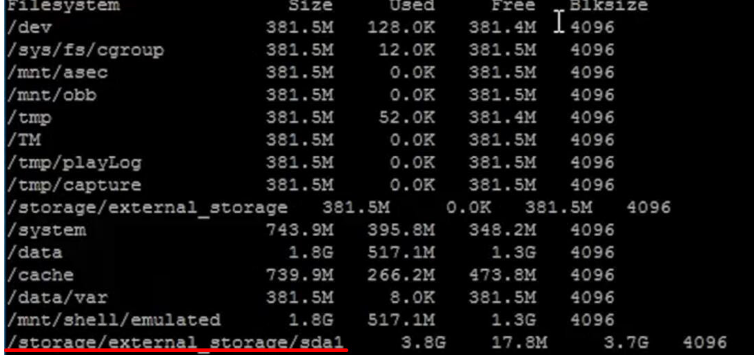 Filesystem Size Used Free Blksize
/dev 381.5M 128.0K 381.4M 4096
/sys/fs/cgroup 381.5M 12.0K 381.5M 4096
/mnt/asec 381.5M 0.0K 381.5M 4096
/mnt/obb 381.5M 0.0K 381.5M 4096
/tmp 381.5M 52.0K 381.4M 4096
/TM 381.5M 0.0K 381.5M 4096
/tmp/playLog 381.5M 0.0K 381.5M 4096
/tmp/capture 381.5M 0.0K 381.5M 4096
/storage/external_storage 381.5M 0.0K 381.5M 4096
/system 743.9M 395.8M 348.2M 4096
/data 1.8G 517.1M 1.3G 4096
/cache 739.9M 266.2M 473.8M 4096
/data/var 381.5M 8.0K 381.5M 4096
/mnt/shell/emulated 1.8G 517.1M 1.3G 4096
/storage/external_storage/sda1 3.8G 17.8M 3.7G 4096